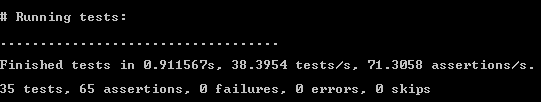 # Running tests:
...................................
Finished tests in 0.911567s, 38.3954 tests/s, 71.3058 assertions/s.
35 tests, 65 assertions, 0 failures, 0 errors, 0 skips